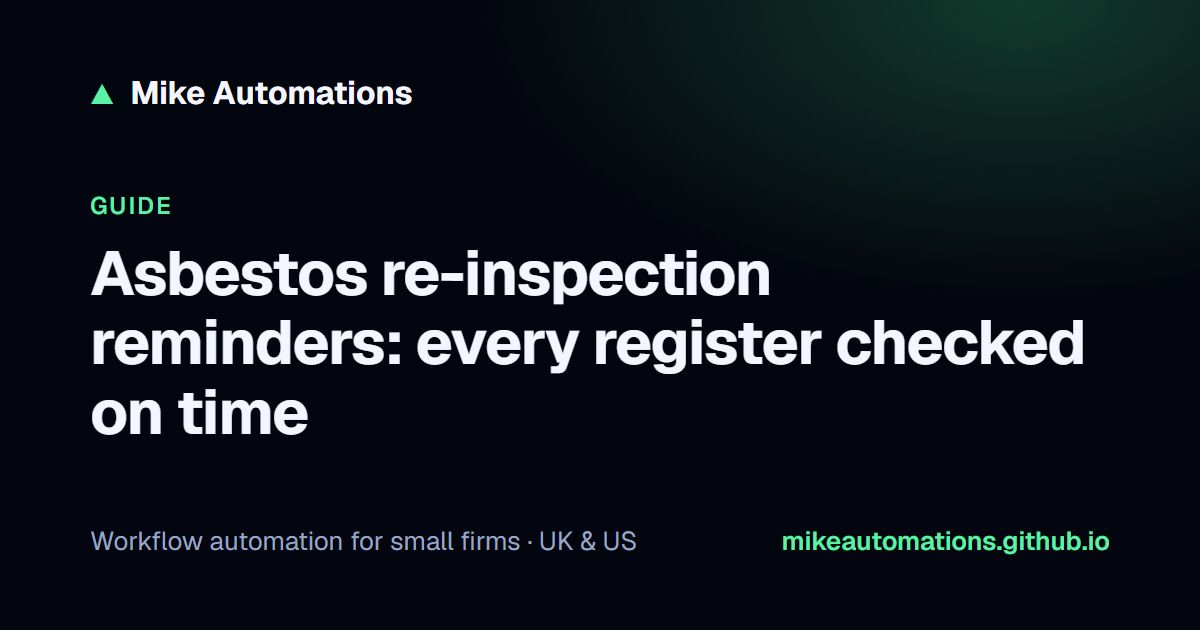 Mike Automations
GUIDE
Asbestos re-inspection
reminders: every register checked
on time
Workflow automation for small firms · UK & US
mikeautomations.github.io